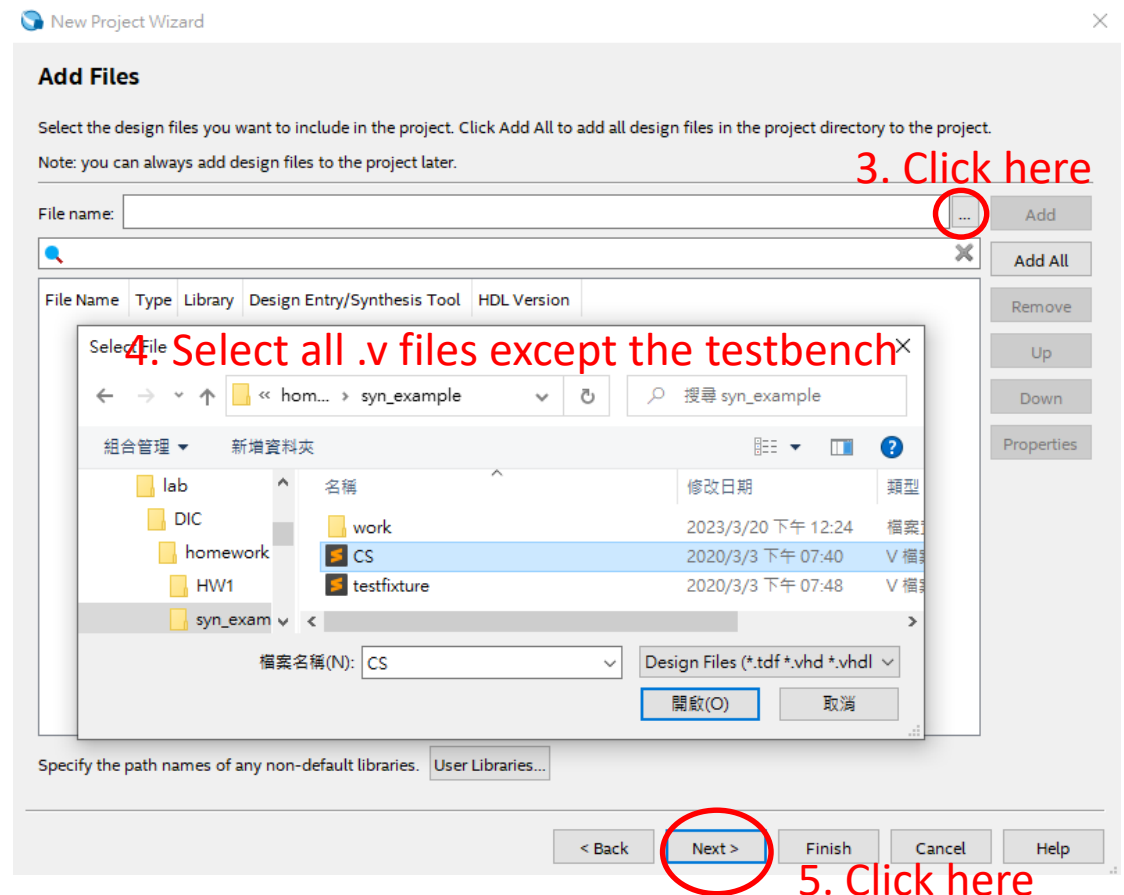 New Project Wizard
Add Files
Select the design files you want to include in the project. Click Add All to add all design files in the project directory to the project.
Note: you can always add design files to the project later.
3. Click here
File name: ... Add
Add All
File Name Type Library Design Entry/Synthesis Tool HDL Version
Remove
Select File
4. Select all .v files except the testbench
Up
« hom... › syn_example
搜尋 syn_example
Down
組合管理 新增資料夾
Properties
lab
名稱 修改日期 類型
DIC
work 2023/3/20 下午 12:24 檔案
homework
CS 2020/3/3 下午 07:40 V 檔
HW1
testfixture 2020/3/3 下午 07:48 V 檔
syn_exam
檔案名稱(N): CS
Design Files (*.tdf *.vhd *.vhdl
開啟(O) 取消
Specify the path names of any non-default libraries. User Libraries...
< Back Next > Finish Cancel Help
5. Click here